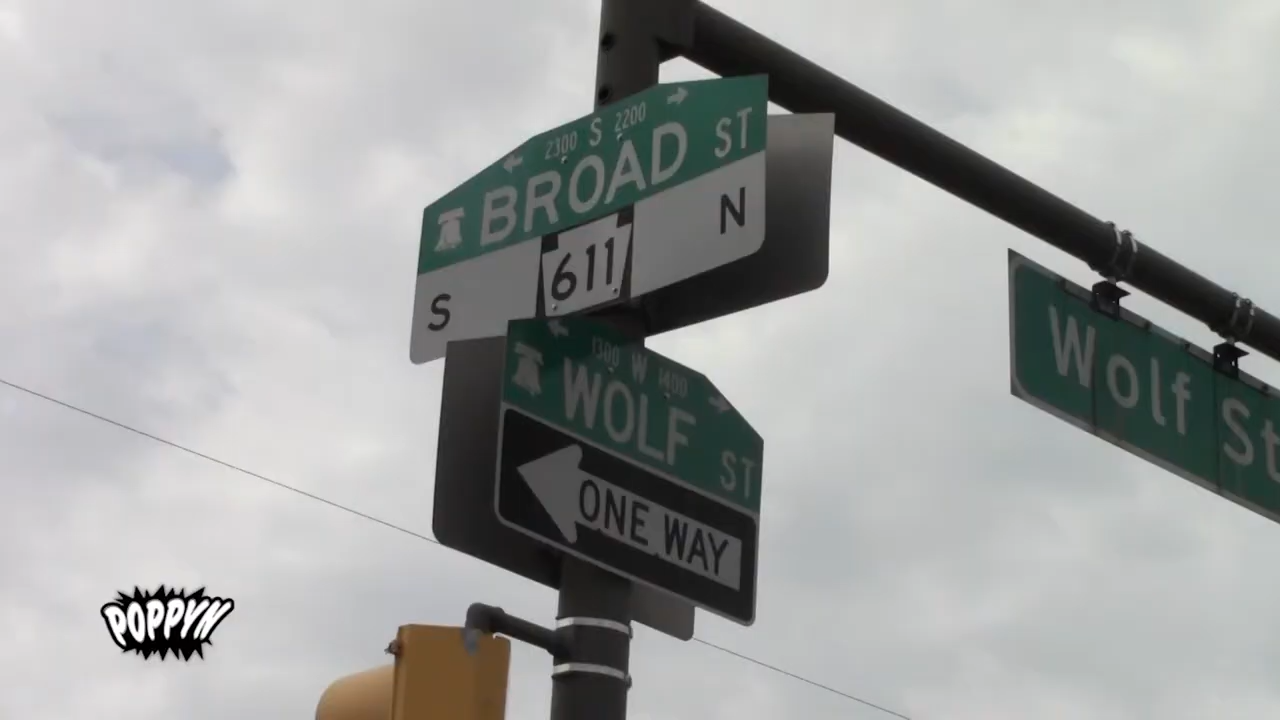 2300 S 2200
BROAD ST
S 611 N
1300 W 1400
WOLF ST
ONE WAY
Wolf St
POPPYN